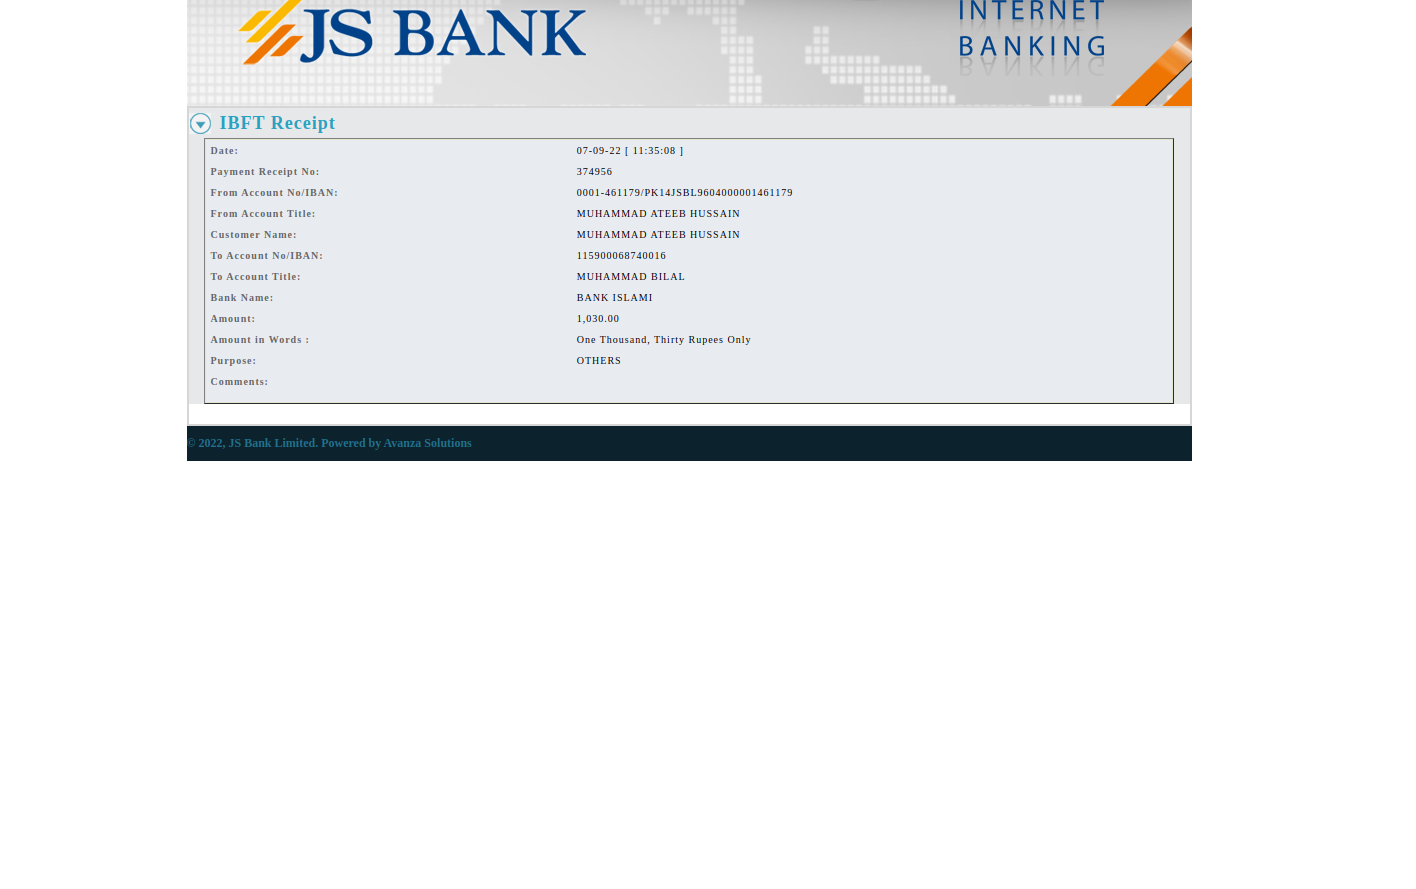 JS BANK
INTERNET
BANKING
IBFT Receipt
Date: 07-09-22 [ 11:35:08 ]
Payment Receipt No: 374956
From Account No/IBAN: 0001-461179/PK14JSBL9604000001461179
From Account Title: MUHAMMAD ATEEB HUSSAIN
Customer Name: MUHAMMAD ATEEB HUSSAIN
To Account No/IBAN: 115900068740016
To Account Title: MUHAMMAD BILAL
Bank Name: BANK ISLAMI
Amount: 1,030.00
Amount in Words : One Thousand, Thirty Rupees Only
Purpose: OTHERS
Comments:
© 2022, JS Bank Limited. Powered by Avanza Solutions